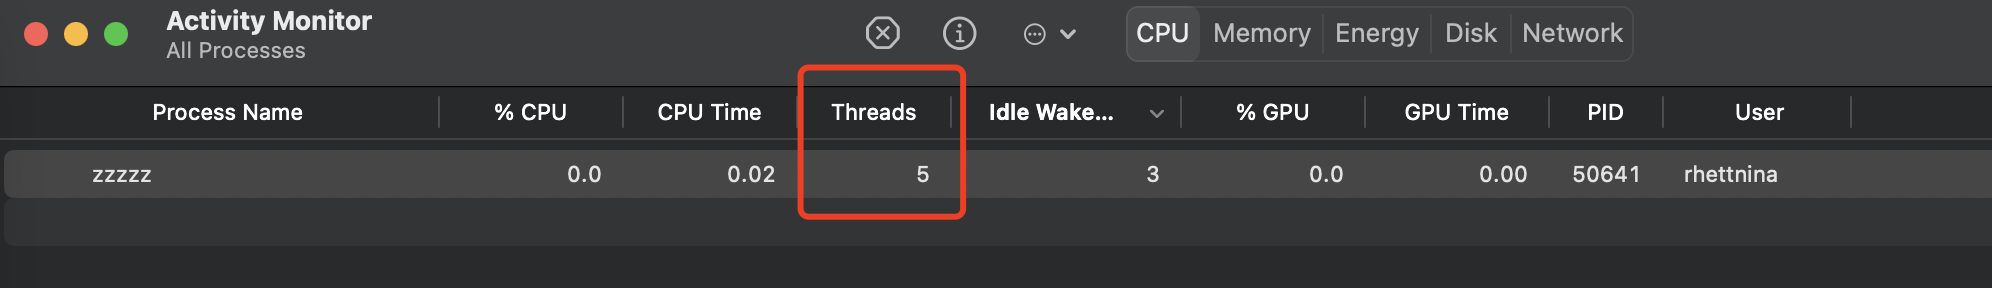 Activity Monitor
All Processes
CPU Memory Energy Disk Network
Process Name % CPU CPU Time Threads Idle Wake... % GPU GPU Time PID User
zzzzz 0.0 0.02 5 3 0.0 0.00 50641 rhettnina